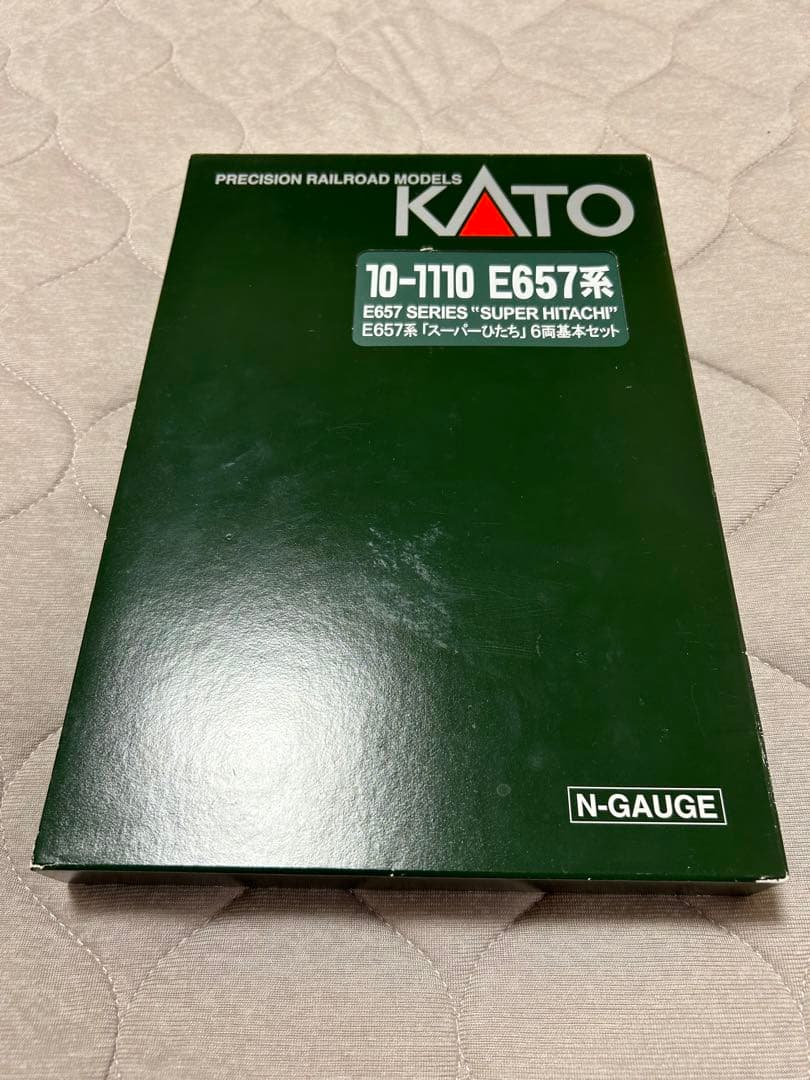 PRECISION RAILROAD MODELS
KATO
10-1110 E657系
E657 SERIES "SUPER HITACHI"
E657系「スーパーひたち」6両基本セット
N-GAUGE